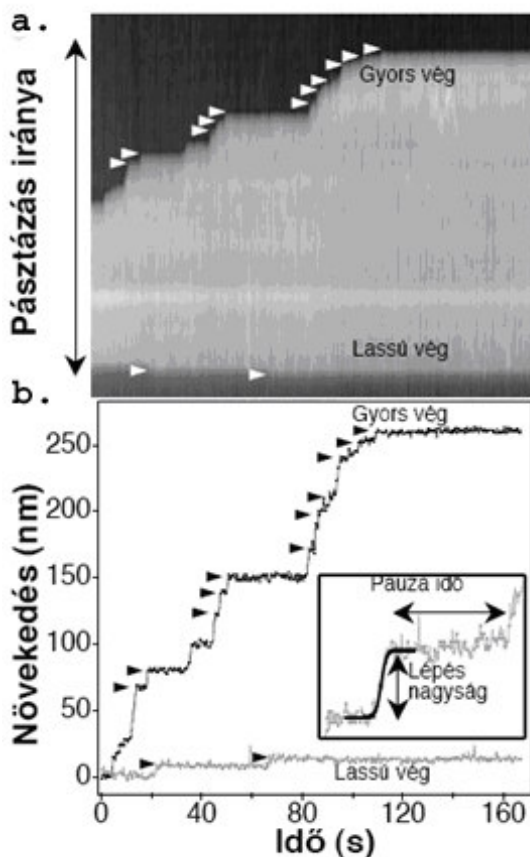 a.
Pásztázás iránya
Gyors vég
Lassú vég
b.
Növekedés (nm)
250
200
150
100
50
0
Gyors vég
Pauza idő
Lépés
nagyság
Lassú vég
0 40 80 120 160
Idő (s)